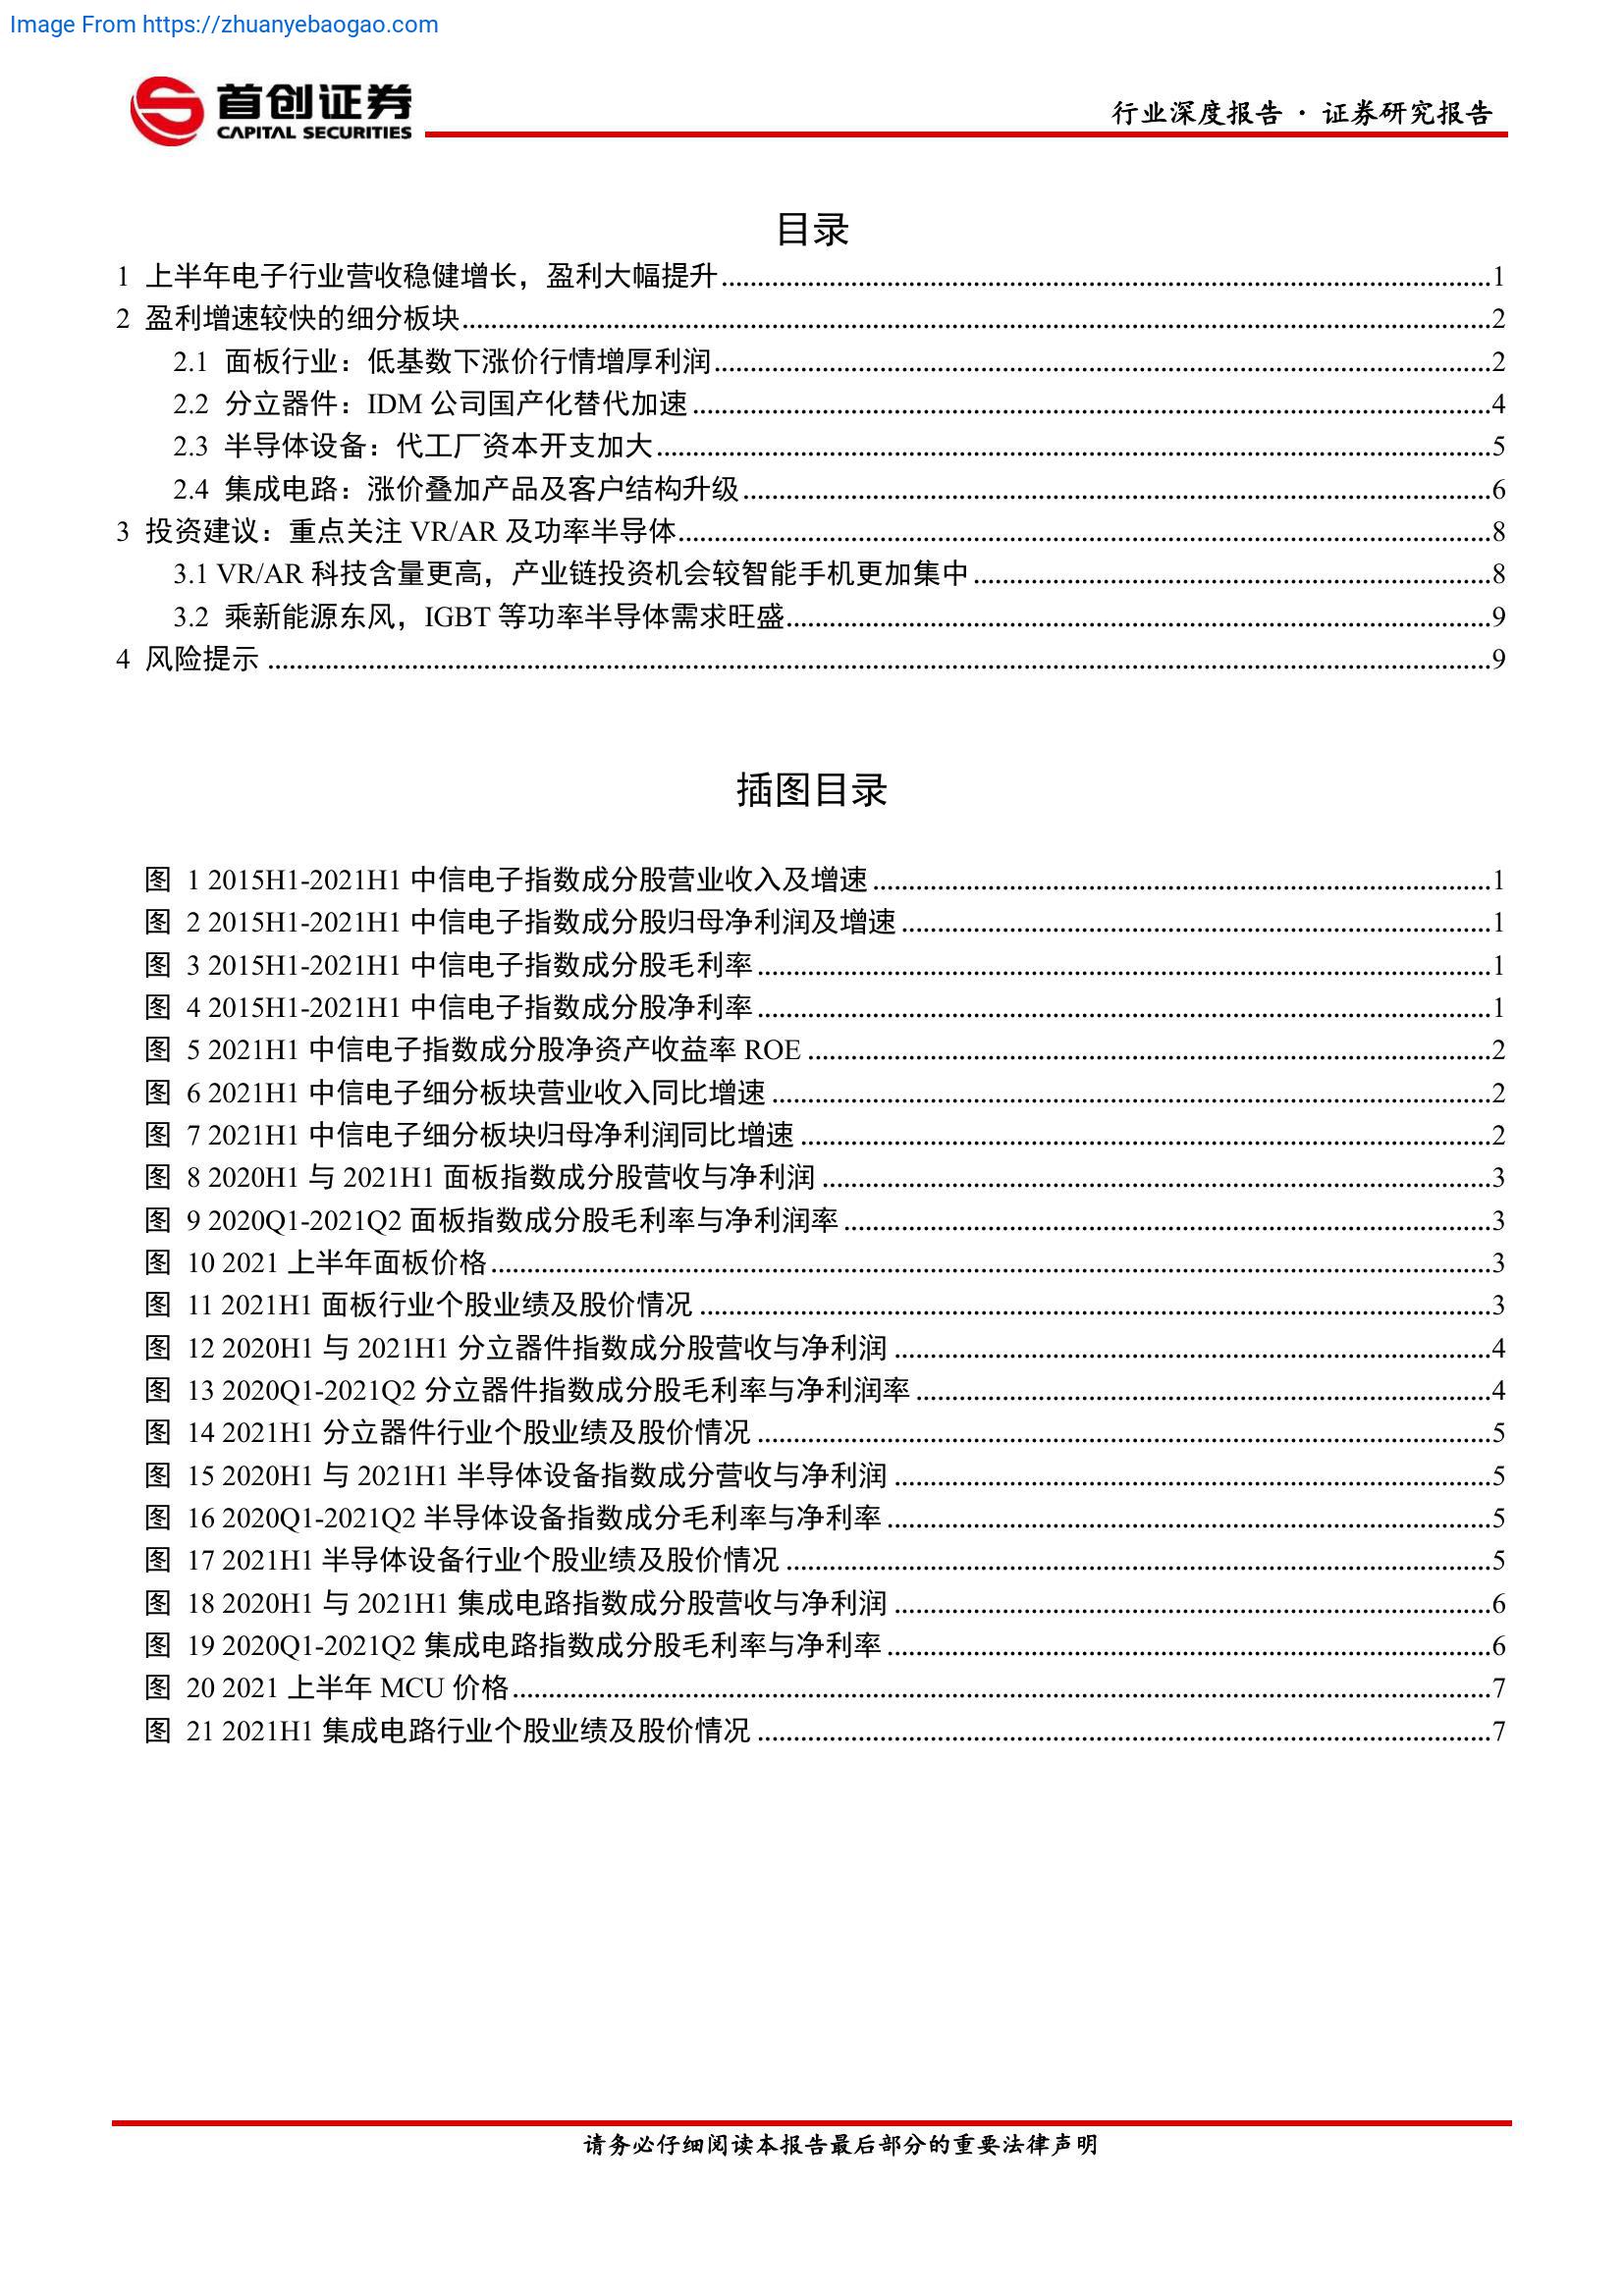 Image From https://zhuanyebaogao.com
首创证券
CAPITAL SECURITIES
行业深度报告 · 证券研究报告
目录
1 上半年电子行业营收稳健增长，盈利大幅提升 1
2 盈利增速较快的细分板块 2
2.1 面板行业：低基数下涨价行情增厚利润 2
2.2 分立器件：IDM 公司国产化替代加速 4
2.3 半导体设备：代工厂资本开支加大 5
2.4 集成电路：涨价叠加产品及客户结构升级 6
3 投资建议：重点关注 VR/AR 及功率半导体 8
3.1 VR/AR 科技含量更高，产业链投资机会较智能手机更加集中 8
3.2 乘新能源东风，IGBT 等功率半导体需求旺盛 9
4 风险提示 9
插图目录
图 1 2015H1-2021H1 中信电子指数成分股营业收入及增速 1
图 2 2015H1-2021H1 中信电子指数成分股归母净利润及增速 1
图 3 2015H1-2021H1 中信电子指数成分股毛利率 1
图 4 2015H1-2021H1 中信电子指数成分股净利率 1
图 5 2021H1 中信电子指数成分股净资产收益率 ROE 2
图 6 2021H1 中信电子细分板块营业收入同比增速 2
图 7 2021H1 中信电子细分板块归母净利润同比增速 2
图 8 2020H1 与 2021H1 面板指数成分股营收与净利润 3
图 9 2020Q1-2021Q2 面板指数成分股毛利率与净利润率 3
图 10 2021 上半年面板价格 3
图 11 2021H1 面板行业个股业绩及股价情况 3
图 12 2020H1 与 2021H1 分立器件指数成分股营收与净利润 4
图 13 2020Q1-2021Q2 分立器件指数成分股毛利率与净利润率 4
图 14 2021H1 分立器件行业个股业绩及股价情况 5
图 15 2020H1 与 2021H1 半导体设备指数成分营收与净利润 5
图 16 2020Q1-2021Q2 半导体设备指数成分毛利率与净利率 5
图 17 2021H1 半导体设备行业个股业绩及股价情况 5
图 18 2020H1 与 2021H1 集成电路指数成分股营收与净利润 6
图 19 2020Q1-2021Q2 集成电路指数成分股毛利率与净利率 6
图 20 2021 上半年 MCU 价格 7
图 21 2021H1 集成电路行业个股业绩及股价情况 7
请务必仔细阅读本报告最后部分的重要法律声明